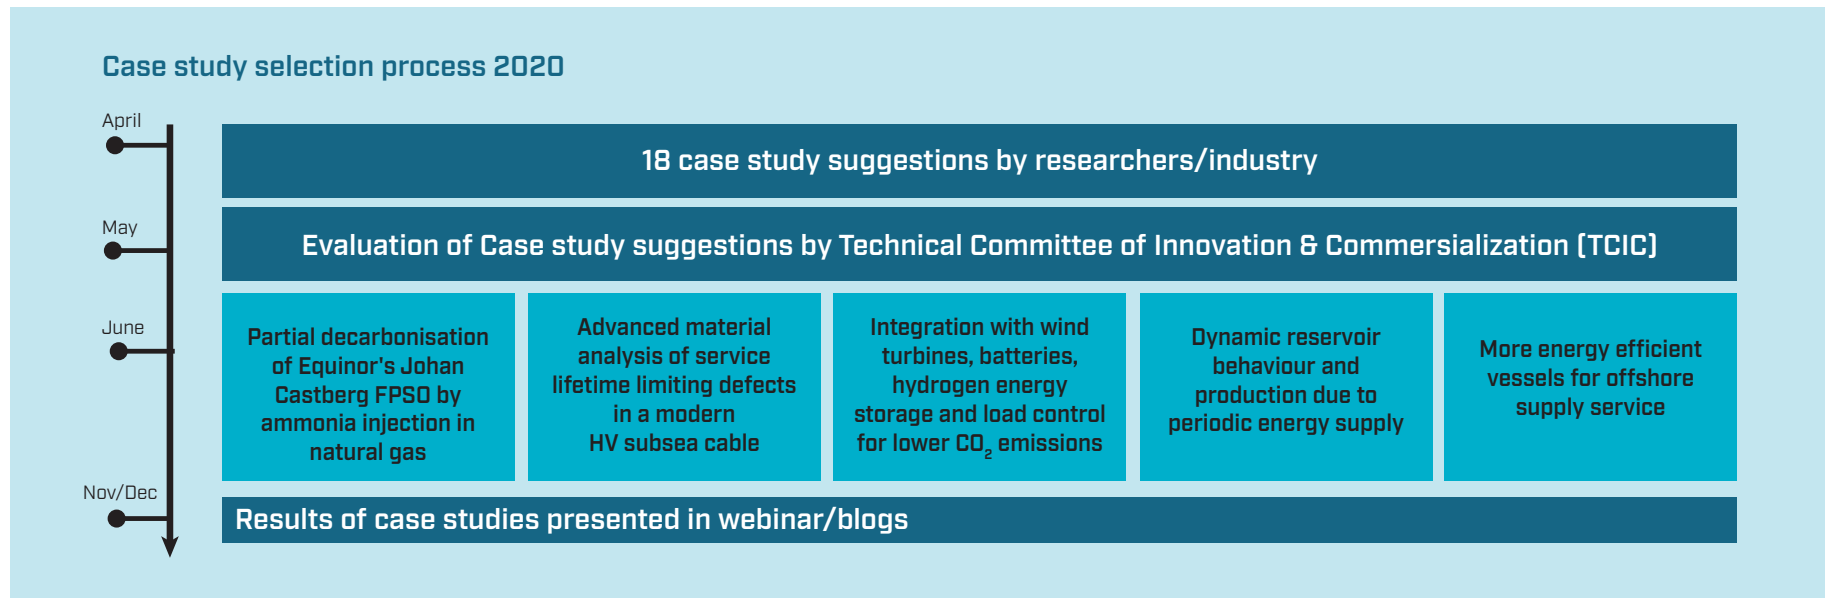 Case study selection process 2020
April
18 case study suggestions by researchers/industry
May
Evaluation of Case study suggestions by Technical Committee of Innovation & Commersialization (TCIC)
June
Partial decarbonisation
of Equinor's Johan
Castberg FPSO by
ammonia injection in
natural gas
Advanced material
analysis of service
lifetime limiting defects
in a modern
HV subsea cable
Integration with wind
turbines, batteries,
hydrogen energy
storage and load control
for lower CO₂ emissions
Dynamic reservoir
behaviour and
production due to
periodic energy supply
More energy efficient
vessels for offshore
supply service
Nov/Dec
Results of case studies presented in webinar/blogs